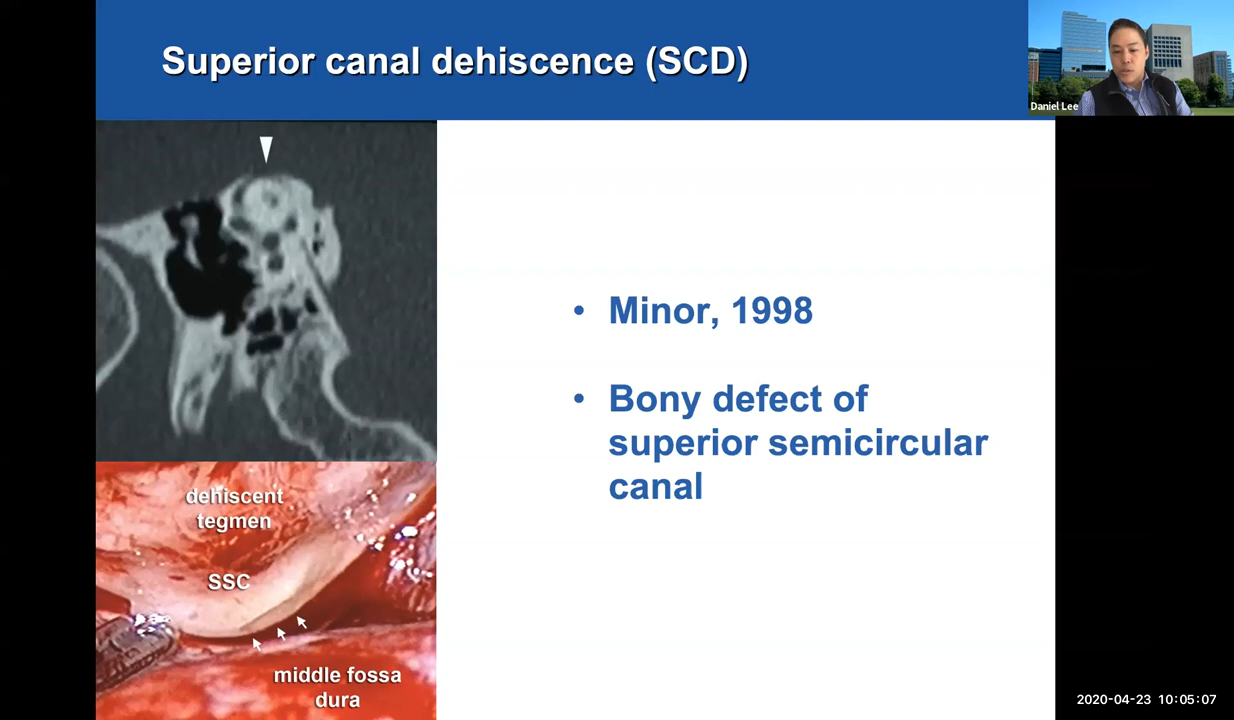 Superior canal dehiscence (SCD)
Daniel Lee
• Minor, 1998
• Bony defect of
superior semicircular
canal
dehiscent
tegmen
SSC
middle fossa
dura
2020-04-23 10:05:07